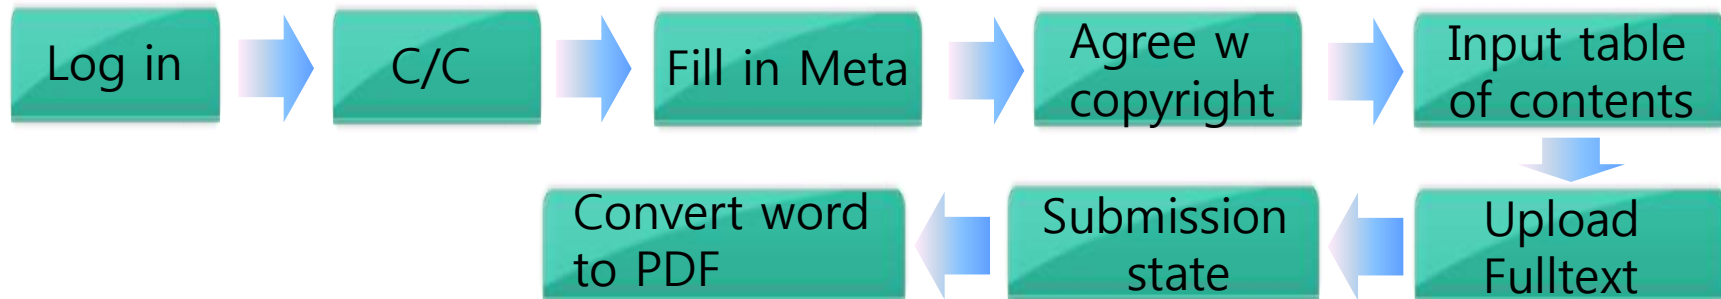 Log in
C/C
Fill in Meta
Agree w
copyright
Input table
of contents
Upload
Fulltext
Submission
state
Convert word
to PDF